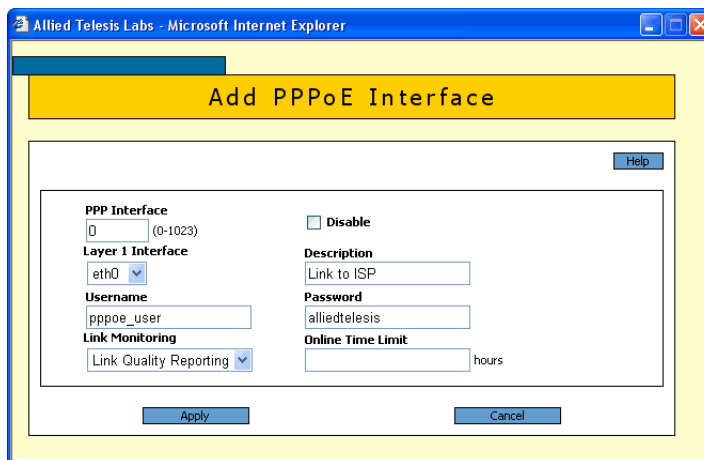 Allied Telesis Labs - Microsoft Internet Explorer
Add PPPoE Interface
Help
PPP Interface
0 (0-1023)
Disable
Layer 1 Interface
eth0
Description
Link to ISP
Username
pppoe_user
Password
alliedtelesis
Link Monitoring
Link Quality Reporting
Online Time Limit
hours
Apply
Cancel